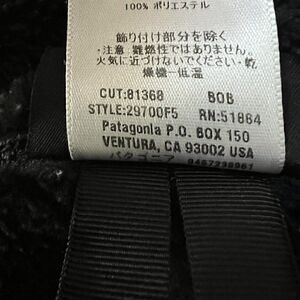 100% ポリエステル
飾り付け部分を除く
・注意 難燃性ではありません。
火気に近づけないでください・乾
燥機ー低温
CUT:81368 BOB
STYLE:29700F5 RN:51884
Patagonia P.O. BOX 150
VENTURA, CA 93002 USA
パタゴニア